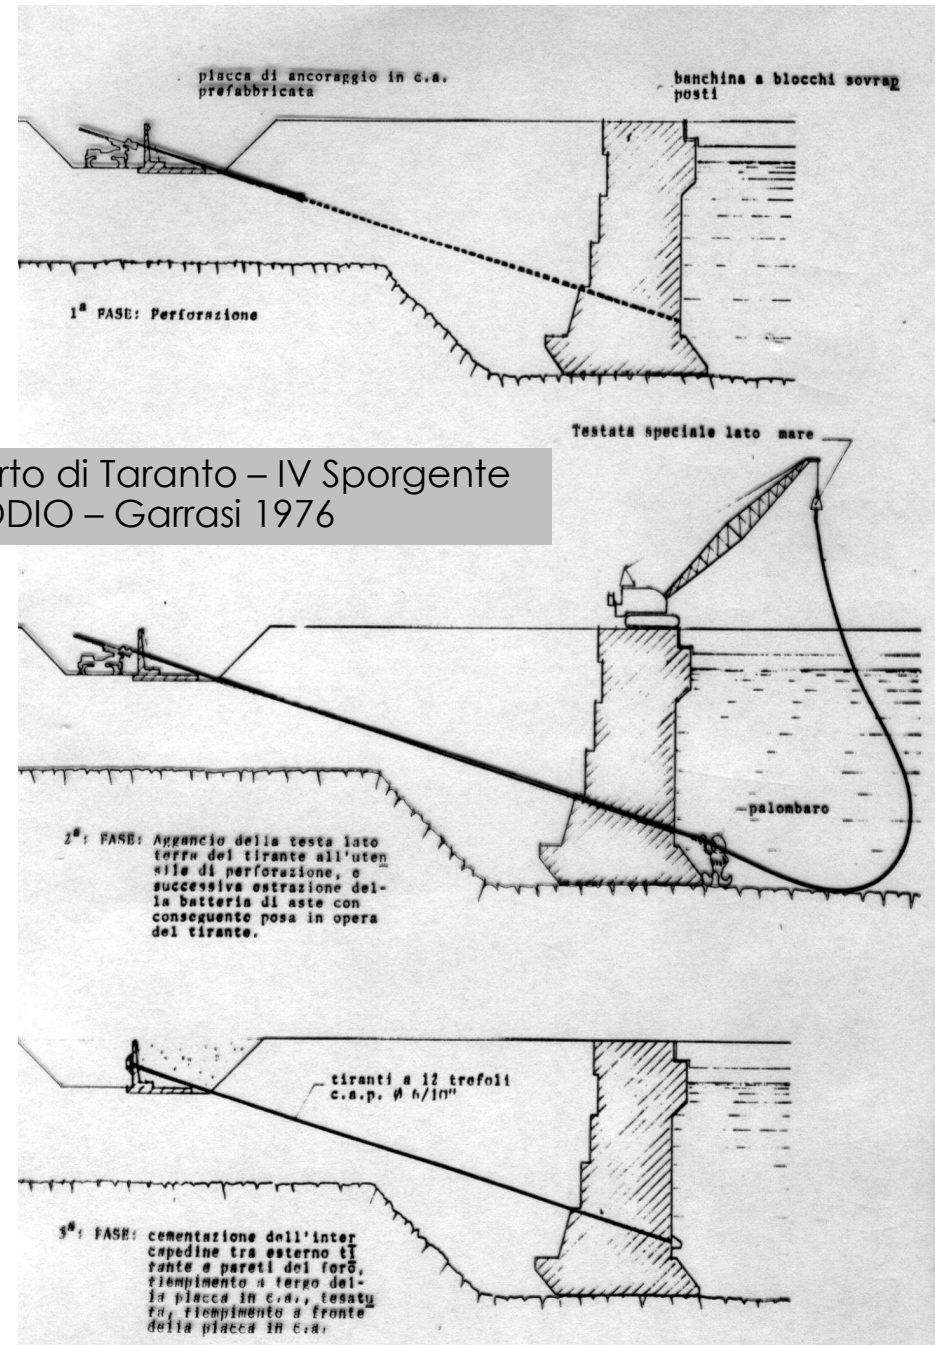 placca di ancoraggio in c.a.
prefabbricata
banchina a blocchi sovrap
posti
1ª FASE: Perforazione
Testata speciale lato mare
rto di Taranto – IV Sporgente
ODIO – Garrasi 1976
palombaro
2ª: FASE: Aggancio della testa lato
terra del tirante all'uten
sile di perforazione, e
successiva estrazione del-
la batteria di aste con
conseguente posa in opera
del tirante.
tiranti a 12 trefoli
c.a.p. Ø 6/10"
3ª: FASE: cementazione dell'inter
capedine tra esterno ti
rante e pareti del foro,
riempimento a tergo del-
la placca in c.a., tesatu
ra, riempimento a fronte
della placca in c.a.